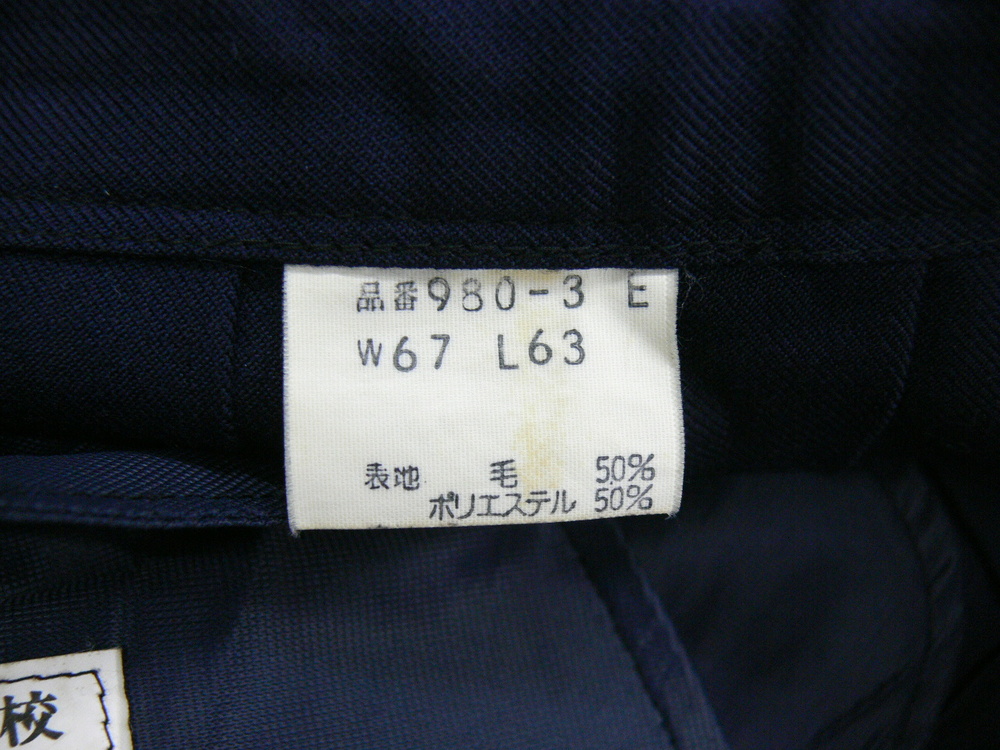 品番980-3 E
W67 L63
表地 毛 50%
ポリエステル 50%
校